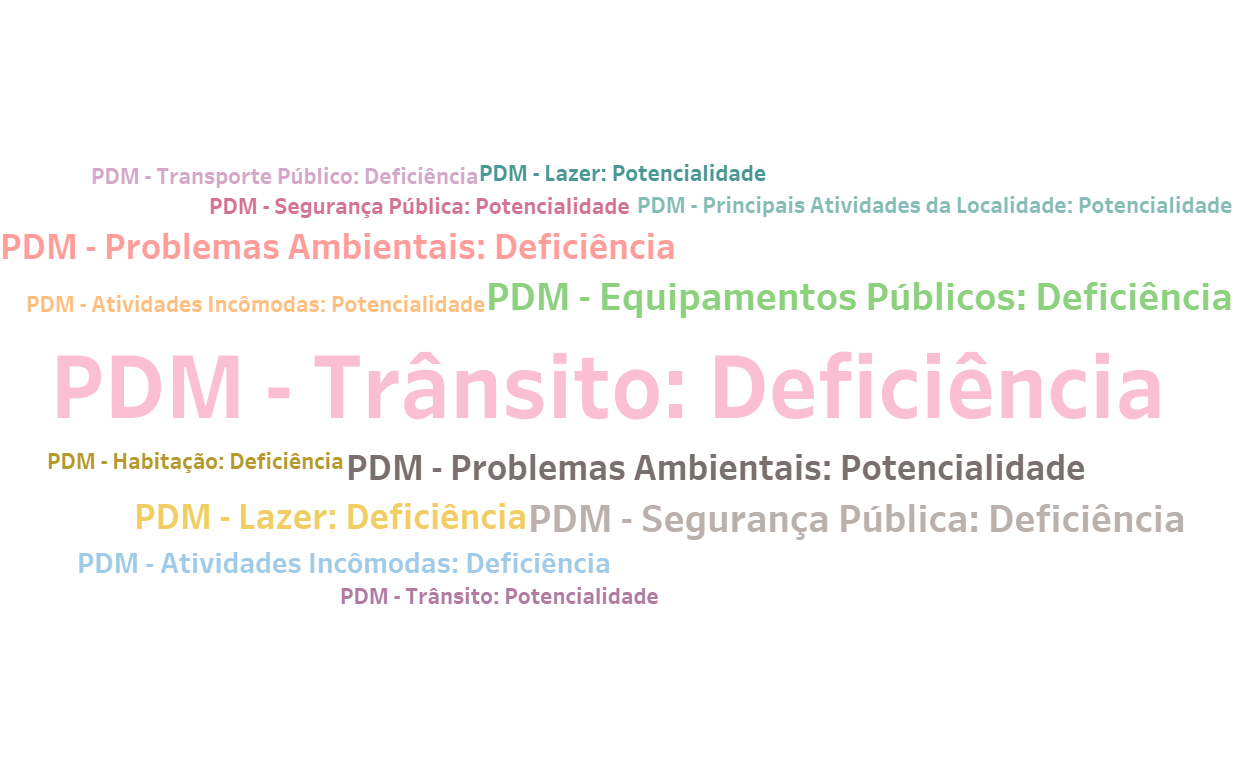 PDM - Transporte Público: Deficiência
PDM - Lazer: Potencialidade
PDM - Segurança Pública: Potencialidade
PDM - Principais Atividades da Localidade: Potencialidade
PDM - Problemas Ambientais: Deficiência
PDM - Atividades Incômodas: Potencialidade
PDM - Equipamentos Públicos: Deficiência
PDM - Trânsito: Deficiência
PDM - Habitação: Deficiência
PDM - Problemas Ambientais: Potencialidade
PDM - Lazer: Deficiência
PDM - Segurança Pública: Deficiência
PDM - Atividades Incômodas: Deficiência
PDM - Trânsito: Potencialidade